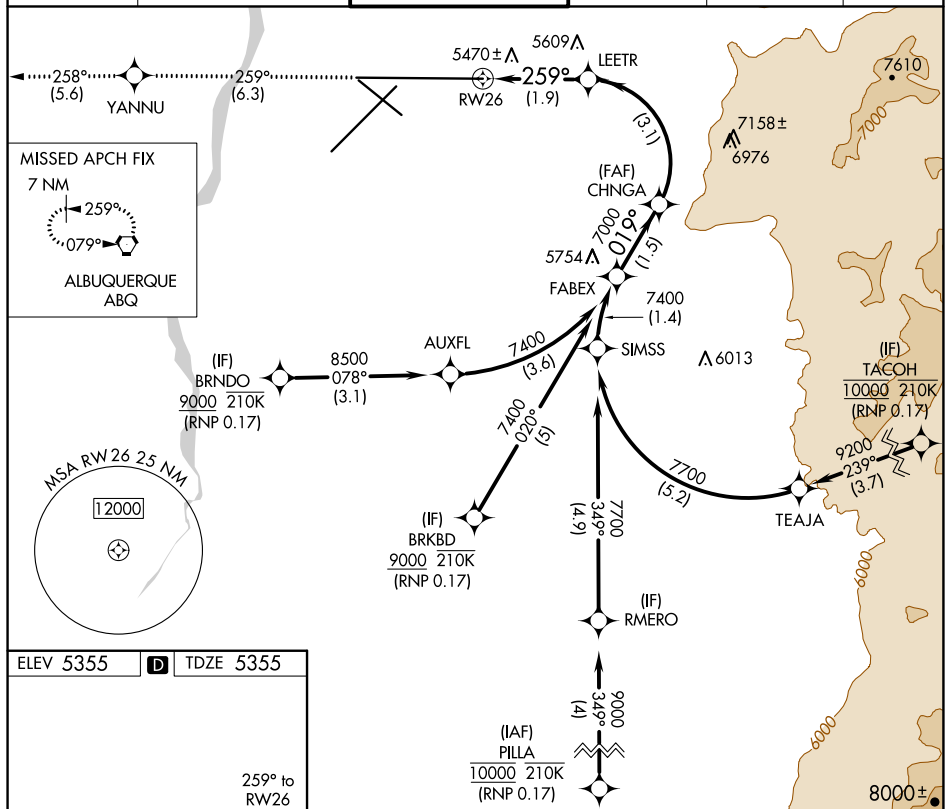 5470±
5609
LEETR
7610
258°
(5.6)
YANNU
259°
(6.3)
RW26
259°
(1.9)
(3.1)
7000
7158±
6976
MISSED APCH FIX
7 NM
259°
079°
ALBUQUERQUE
ABQ
(FAF)
CHNGA
7000
019°
(1.5)
5754
FABEX
7400
(1.4)
SIMSS
6013
AUXFL
7400
(3.6)
(IF)
BRNDO
9000 210K
(RNP 0.17)
8500
078°
(3.1)
(IF)
TACOH
10000 210K
(RNP 0.17)
9200
239°
(3.7)
TEAJA
7700
(5.2)
7400
020°
(5)
(IF)
BRKBD
9000 210K
(RNP 0.17)
7700
349°
(4.9)
MSA RW26 25 NM
12000
(IF)
RMERO
6000
9000
349°
(4)
(IAF)
PILLA
10000 210K
(RNP 0.17)
6000
8000±
ELEV 5355
D
TDZE 5355
259° to
RW26